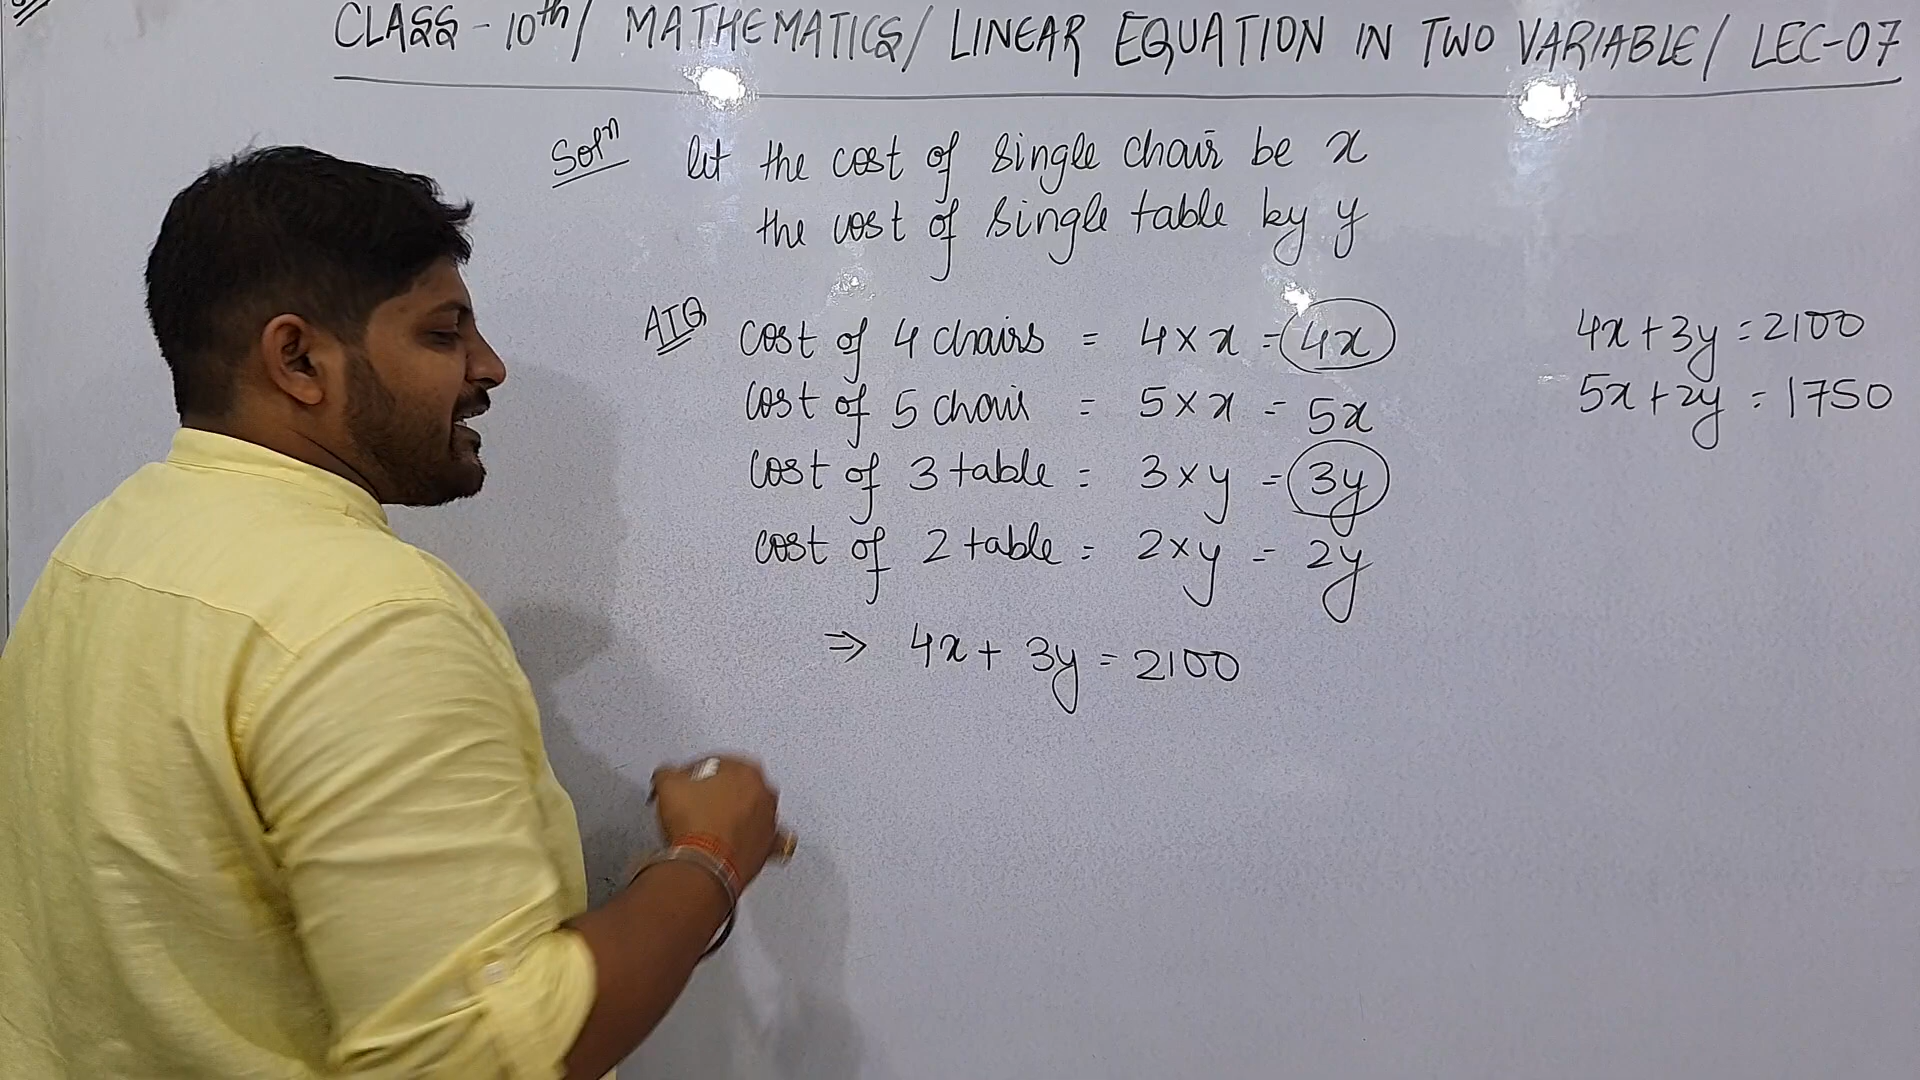 CLASS - 10th / MATHEMATICS / LINEAR EQUATION IN TWO VARIABLE / LEC-07
Soln let the cost of single chair be x
the cost of single table by y
ATQ cost of 4 chairs = 4 × x = 4x
cost of 5 chair = 5 × x = 5x
cost of 3 table = 3 × y = 3y
cost of 2 table = 2 × y = 2y
⇒ 4x + 3y = 2100
4x + 3y = 2100
5x + 2y = 1750